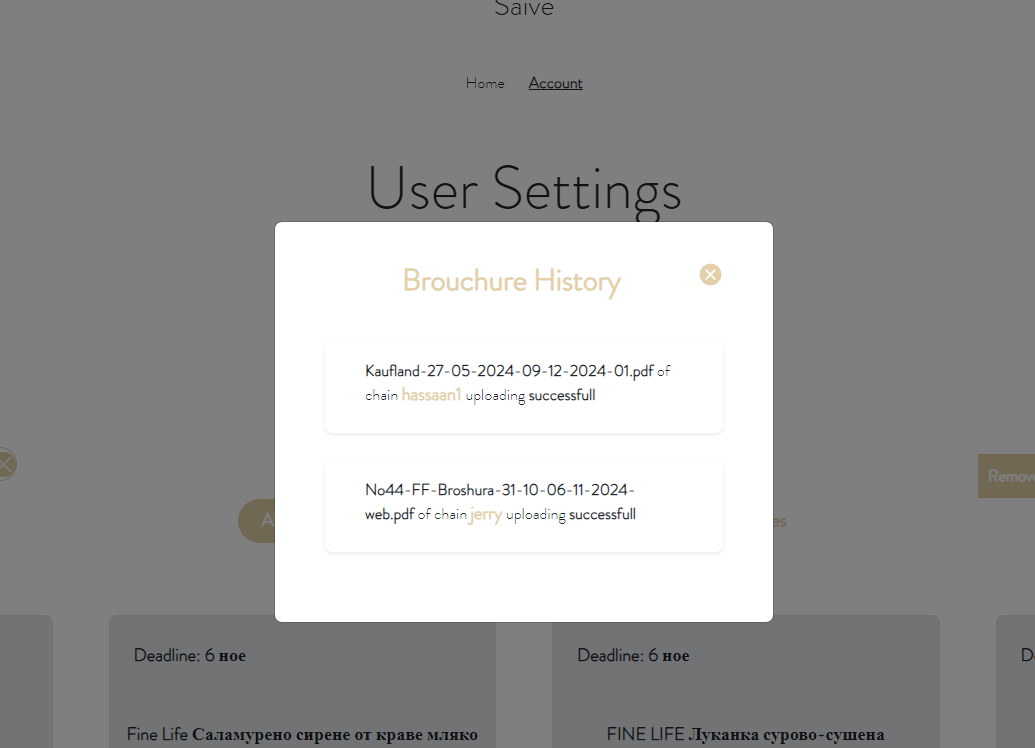 Saive
Home Account
User Settings
Brouchure History
Kaufland-27-05-2024-09-12-2024-01.pdf of
chain hassaan1 uploading successfull
No44-FF-Broshura-31-10-06-11-2024-
web.pdf of chain jerry uploading successfull
Deadline: 6 ное
Deadline: 6 ное
Fine Life Саламурено сирене от краве мляко
FINE LIFE Луканка сурово-сушена